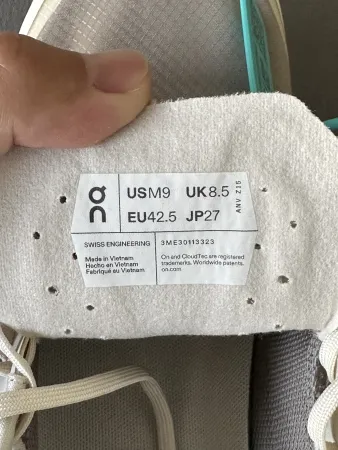 on
USM9 UK8.5
EU42.5 JP27
ANV Z15
SWISS ENGINEERING
3ME30113323
Made in Vietnam
Hecho en Vietnam
Fabriqué au Vietnam
On and CloudTec are registered
trademarks. Worldwide patents.
on.com